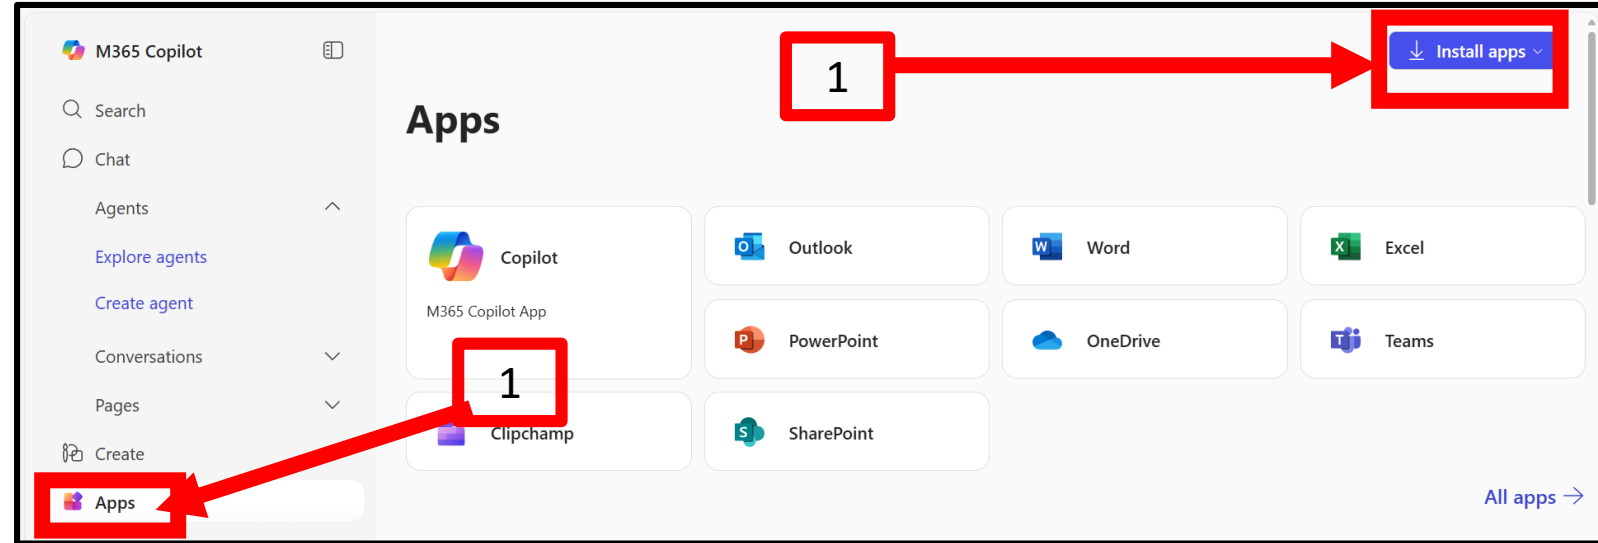 M365 Copilot
Search
Chat
Agents
Explore agents
Create agent
Conversations
Pages
Create
Apps
1
Install apps
Apps
Copilot
M365 Copilot App
Outlook
Word
Excel
PowerPoint
OneDrive
Teams
1
Clipchamp
SharePoint
All apps →